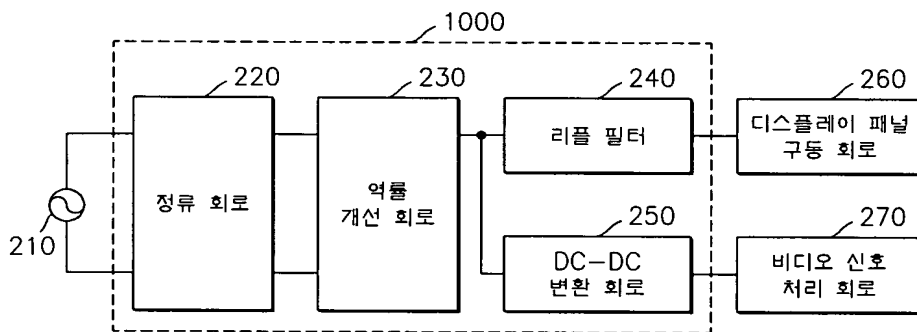 1000
220
230
240
260
리플 필터
디스플레이 패널
구동 회로
정류 회로
역률
개선 회로
210
250
270
DC-DC
변환 회로
비디오 신호
처리 회로